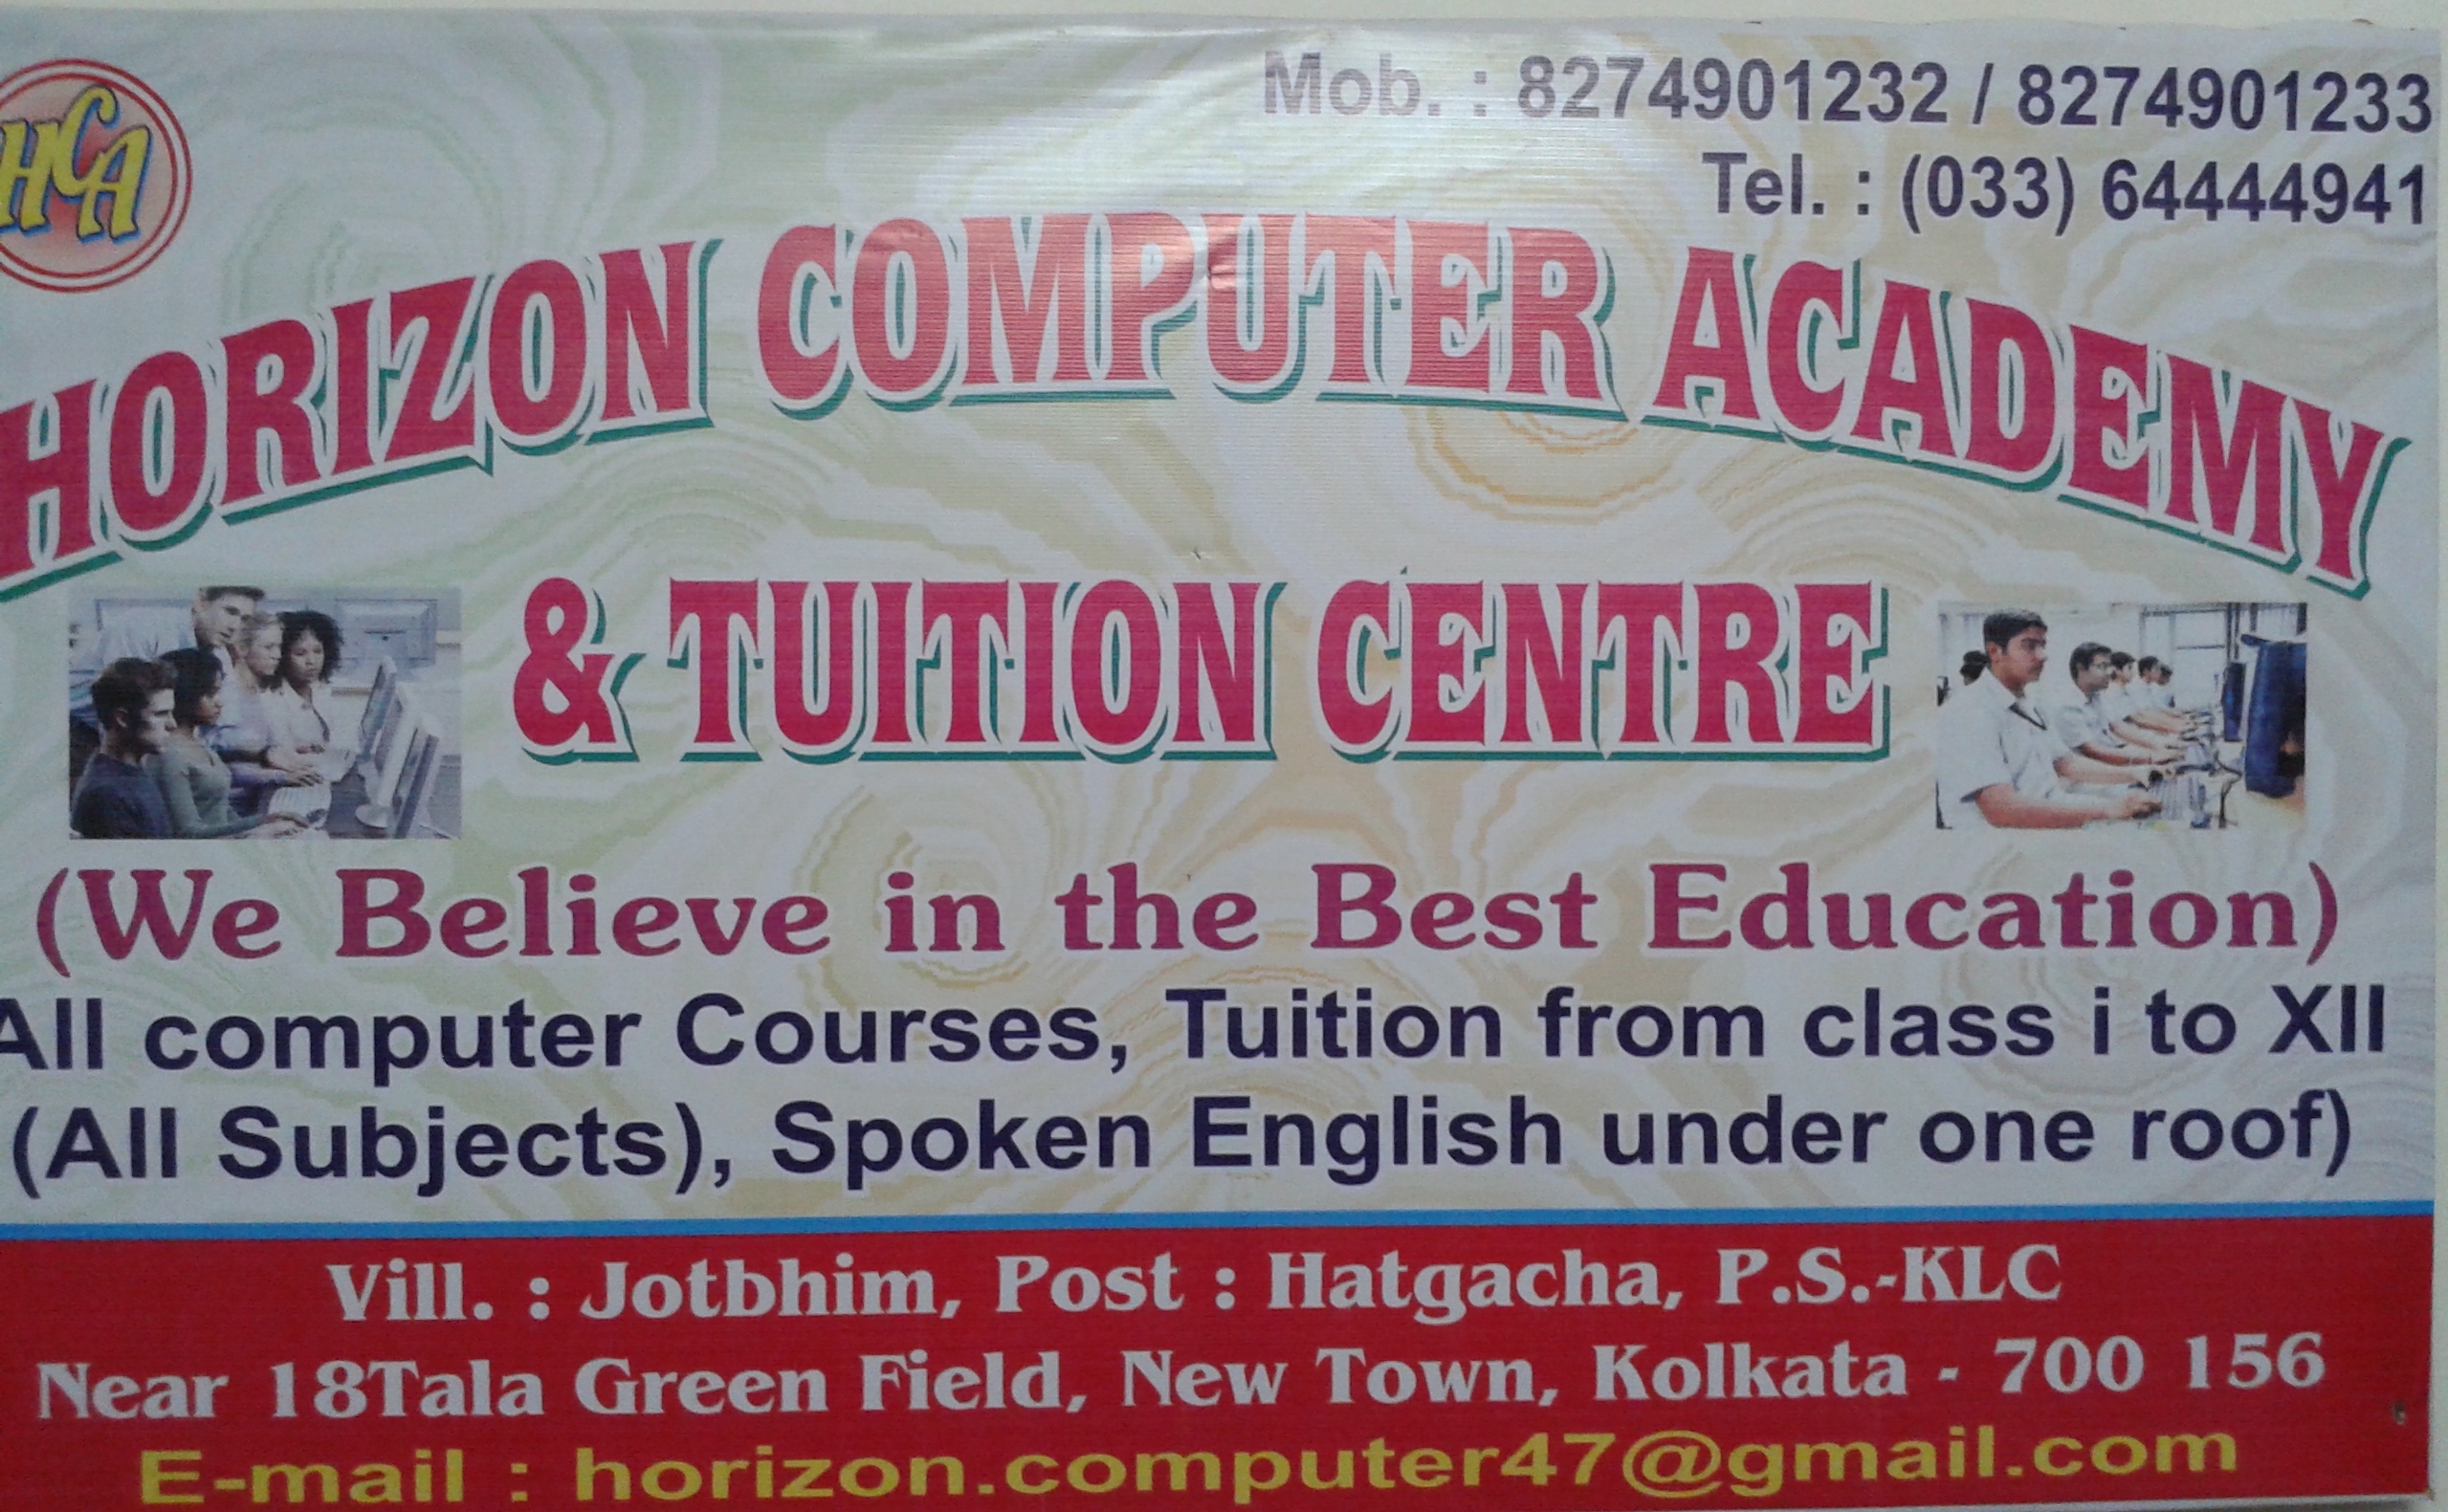 HCA
Mob. : 8274901232 / 8274901233
Tel. : (033) 64444941
HORIZON COMPUTER ACADEMY
& TUITION CENTRE
(We Believe in the Best Education)
All computer Courses, Tuition from class i to XII
(All Subjects), Spoken English under one roof)
Vill. : Jotbhim, Post : Hatgacha, P.S.-KLC
Near 18Tala Green Field, New Town, Kolkata - 700 156
E-mail : horizon.computer47@gmail.com